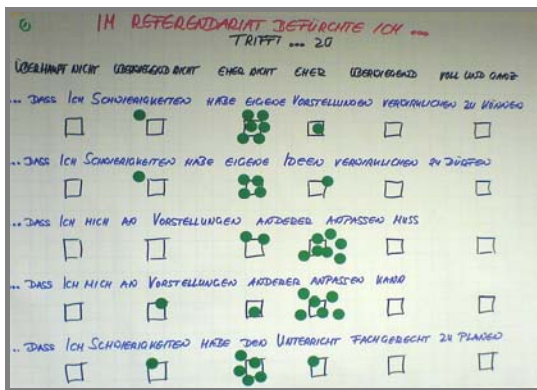 6 IM REFERENDARIAT BEFÜRCHTE ICH ...
TRIFFT ... ZU
ÜBERHAUPT NICHT ÜBERWIEGEND NICHT EHER NICHT EHER ÜBERWIEGEND VOLL UND GANZ
... DASS ICH SCHWIERIGKEITEN HABE EIGENE VORSTELLUNGEN VERWIRKLICHEN ZU KÖNNEN
... DASS ICH SCHWIERIGKEITEN HABE EIGENE IDEEN VERWIRKLICHEN ZU DÜRFEN
... DASS ICH MICH AN VORSTELLUNGEN ANDERER ANPASSEN MUSS
... DASS ICH MICH AN VORSTELLUNGEN ANDERER ANPASSEN KANN
... DASS ICH SCHWIERIGKEITEN HABE DEN UNTERRICHT FACHGERECHT ZU PLANEN